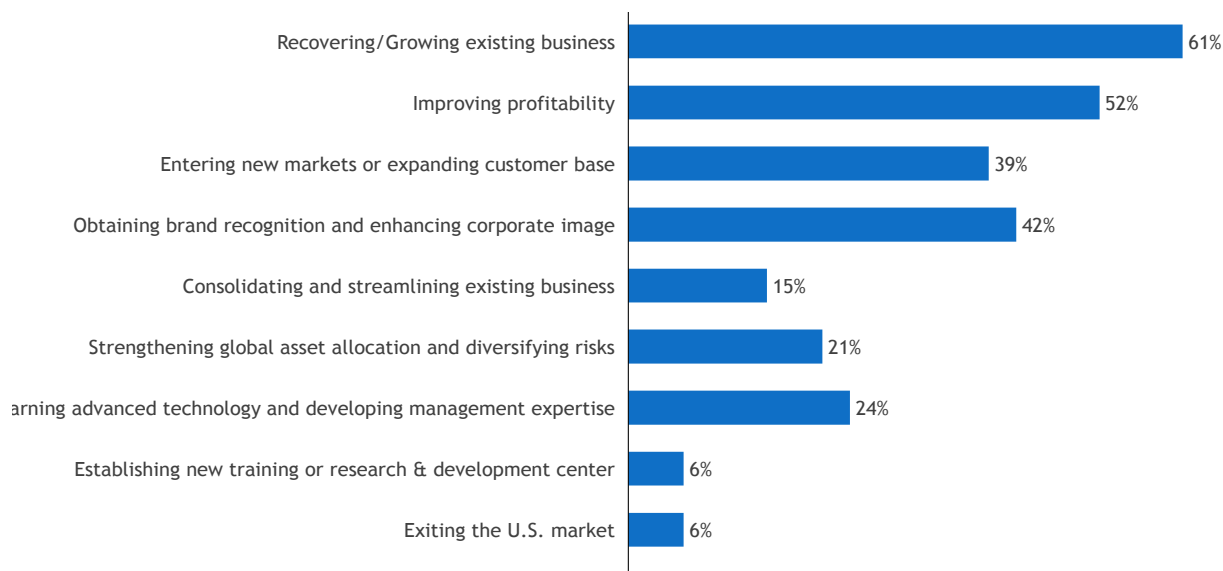 Recovering/Growing existing business 61%
Improving profitability 52%
Entering new markets or expanding customer base 39%
Obtaining brand recognition and enhancing corporate image 42%
Consolidating and streamlining existing business 15%
Strengthening global asset allocation and diversifying risks 21%
arning advanced technology and developing management expertise 24%
Establishing new training or research & development center 6%
Exiting the U.S. market 6%